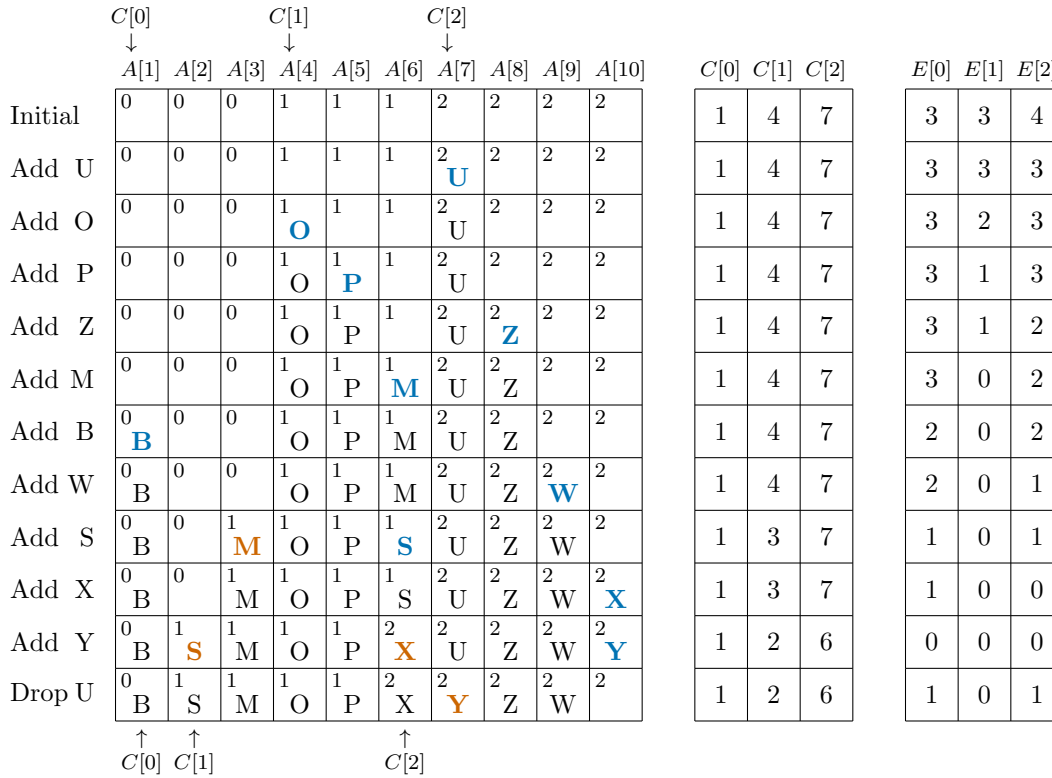 C[0] C[1] C[2]
↓ ↓ ↓
A[1] A[2] A[3] A[4] A[5] A[6] A[7] A[8] A[9] A[10] C[0] C[1] C[2] E[0] E[1] E[2]
Initial 0 0 0 1 1 1 2 2 2 2 1 4 7 3 3 4
Add U 0 0 0 1 1 1 2 U 2 2 2 1 4 7 3 3 3
Add O 0 0 0 1 O 1 1 2 U 2 2 2 1 4 7 3 2 3
Add P 0 0 0 1 O 1 P 1 2 U 2 2 2 1 4 7 3 1 3
Add Z 0 0 0 1 O 1 P 1 2 U 2 Z 2 2 1 4 7 3 1 2
Add M 0 0 0 1 O 1 P 1 M 2 U 2 Z 2 2 1 4 7 3 0 2
Add B 0 B 0 0 1 O 1 P 1 M 2 U 2 Z 2 2 1 4 7 2 0 2
Add W 0 B 0 0 1 O 1 P 1 M 2 U 2 Z 2 W 2 1 4 7 2 0 1
Add S 0 B 0 1 M 1 O 1 P 1 S 2 U 2 Z 2 W 2 1 3 7 1 0 1
Add X 0 B 0 1 M 1 O 1 P 1 S 2 U 2 Z 2 W 2 X 1 3 7 1 0 0
Add Y 0 B 1 S 1 M 1 O 1 P 2 X 2 U 2 Z 2 W 2 Y 1 2 6 0 0 0
Drop U 0 B 1 S 1 M 1 O 1 P 2 X 2 Y 2 Z 2 W 2 1 2 6 1 0 1
↑ ↑ ↑
C[0] C[1] C[2]